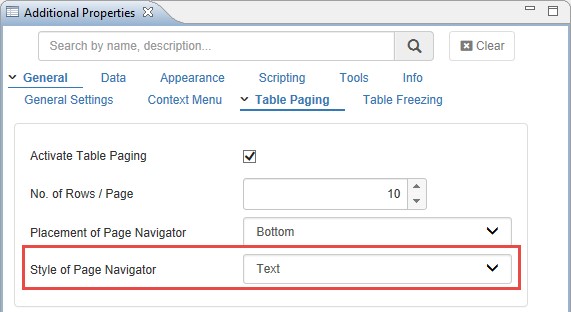 Additional Properties
Search by name, description...
Clear
General Data Appearance Scripting Tools Info
General Settings Context Menu Table Paging Table Freezing
Activate Table Paging
No. of Rows / Page 10
Placement of Page Navigator Bottom
Style of Page Navigator Text